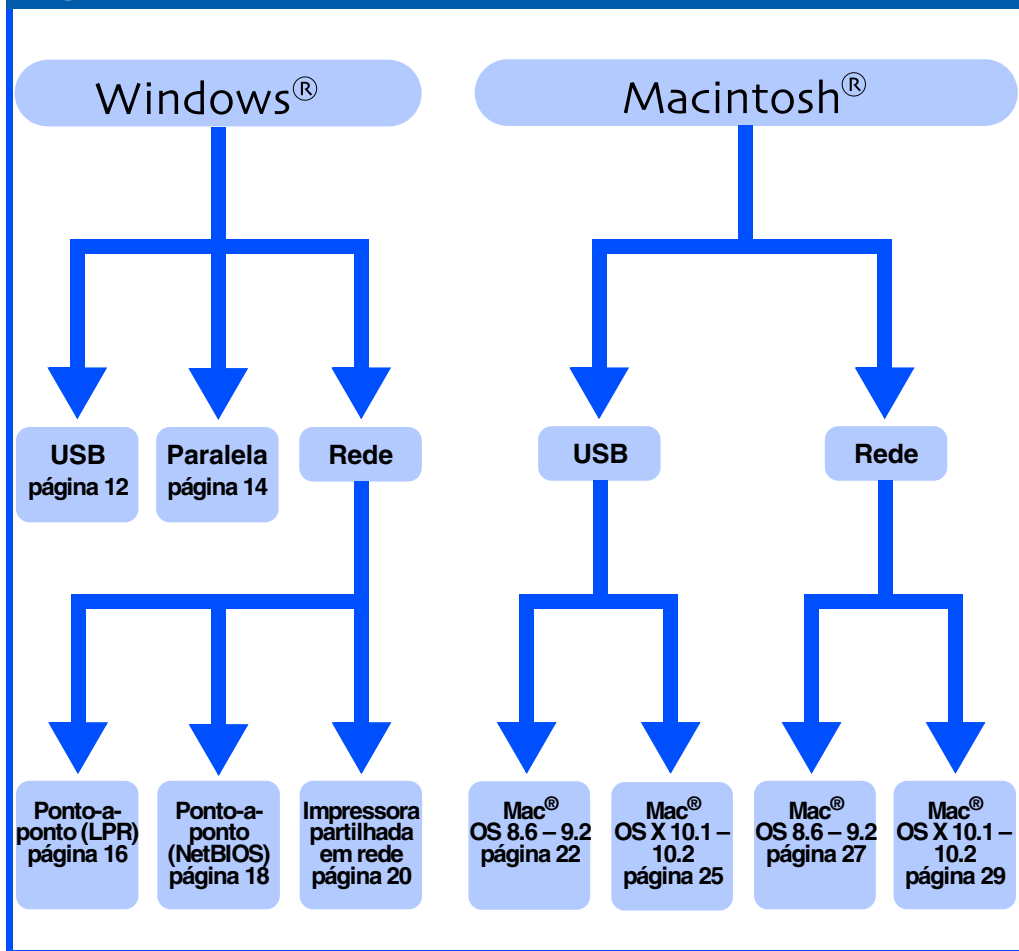 Windows®
Macintosh®
USB
página 12
Paralela
página 14
Rede
USB
Rede
Ponto-a-
ponto (LPR)
página 16
Ponto-a-
ponto
(NetBIOS)
página 18
Impressora
partilhada
em rede
página 20
Mac®
OS 8.6 – 9.2
página 22
Mac®
OS X 10.1 –
10.2
página 25
Mac®
OS 8.6 – 9.2
página 27
Mac®
OS X 10.1 –
10.2
página 29